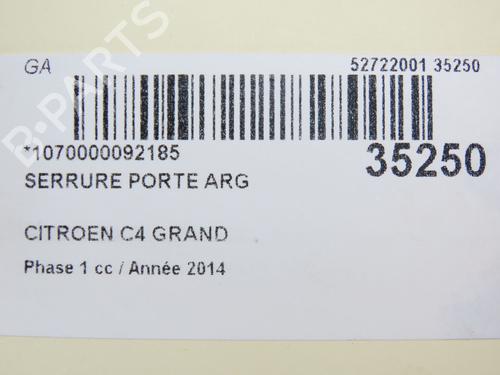 GA
52722001 35250
*1070000092185
35250
SERRURE PORTE ARG
CITROEN C4 GRAND
Phase 1 cc / Année 2014
B-PARTS